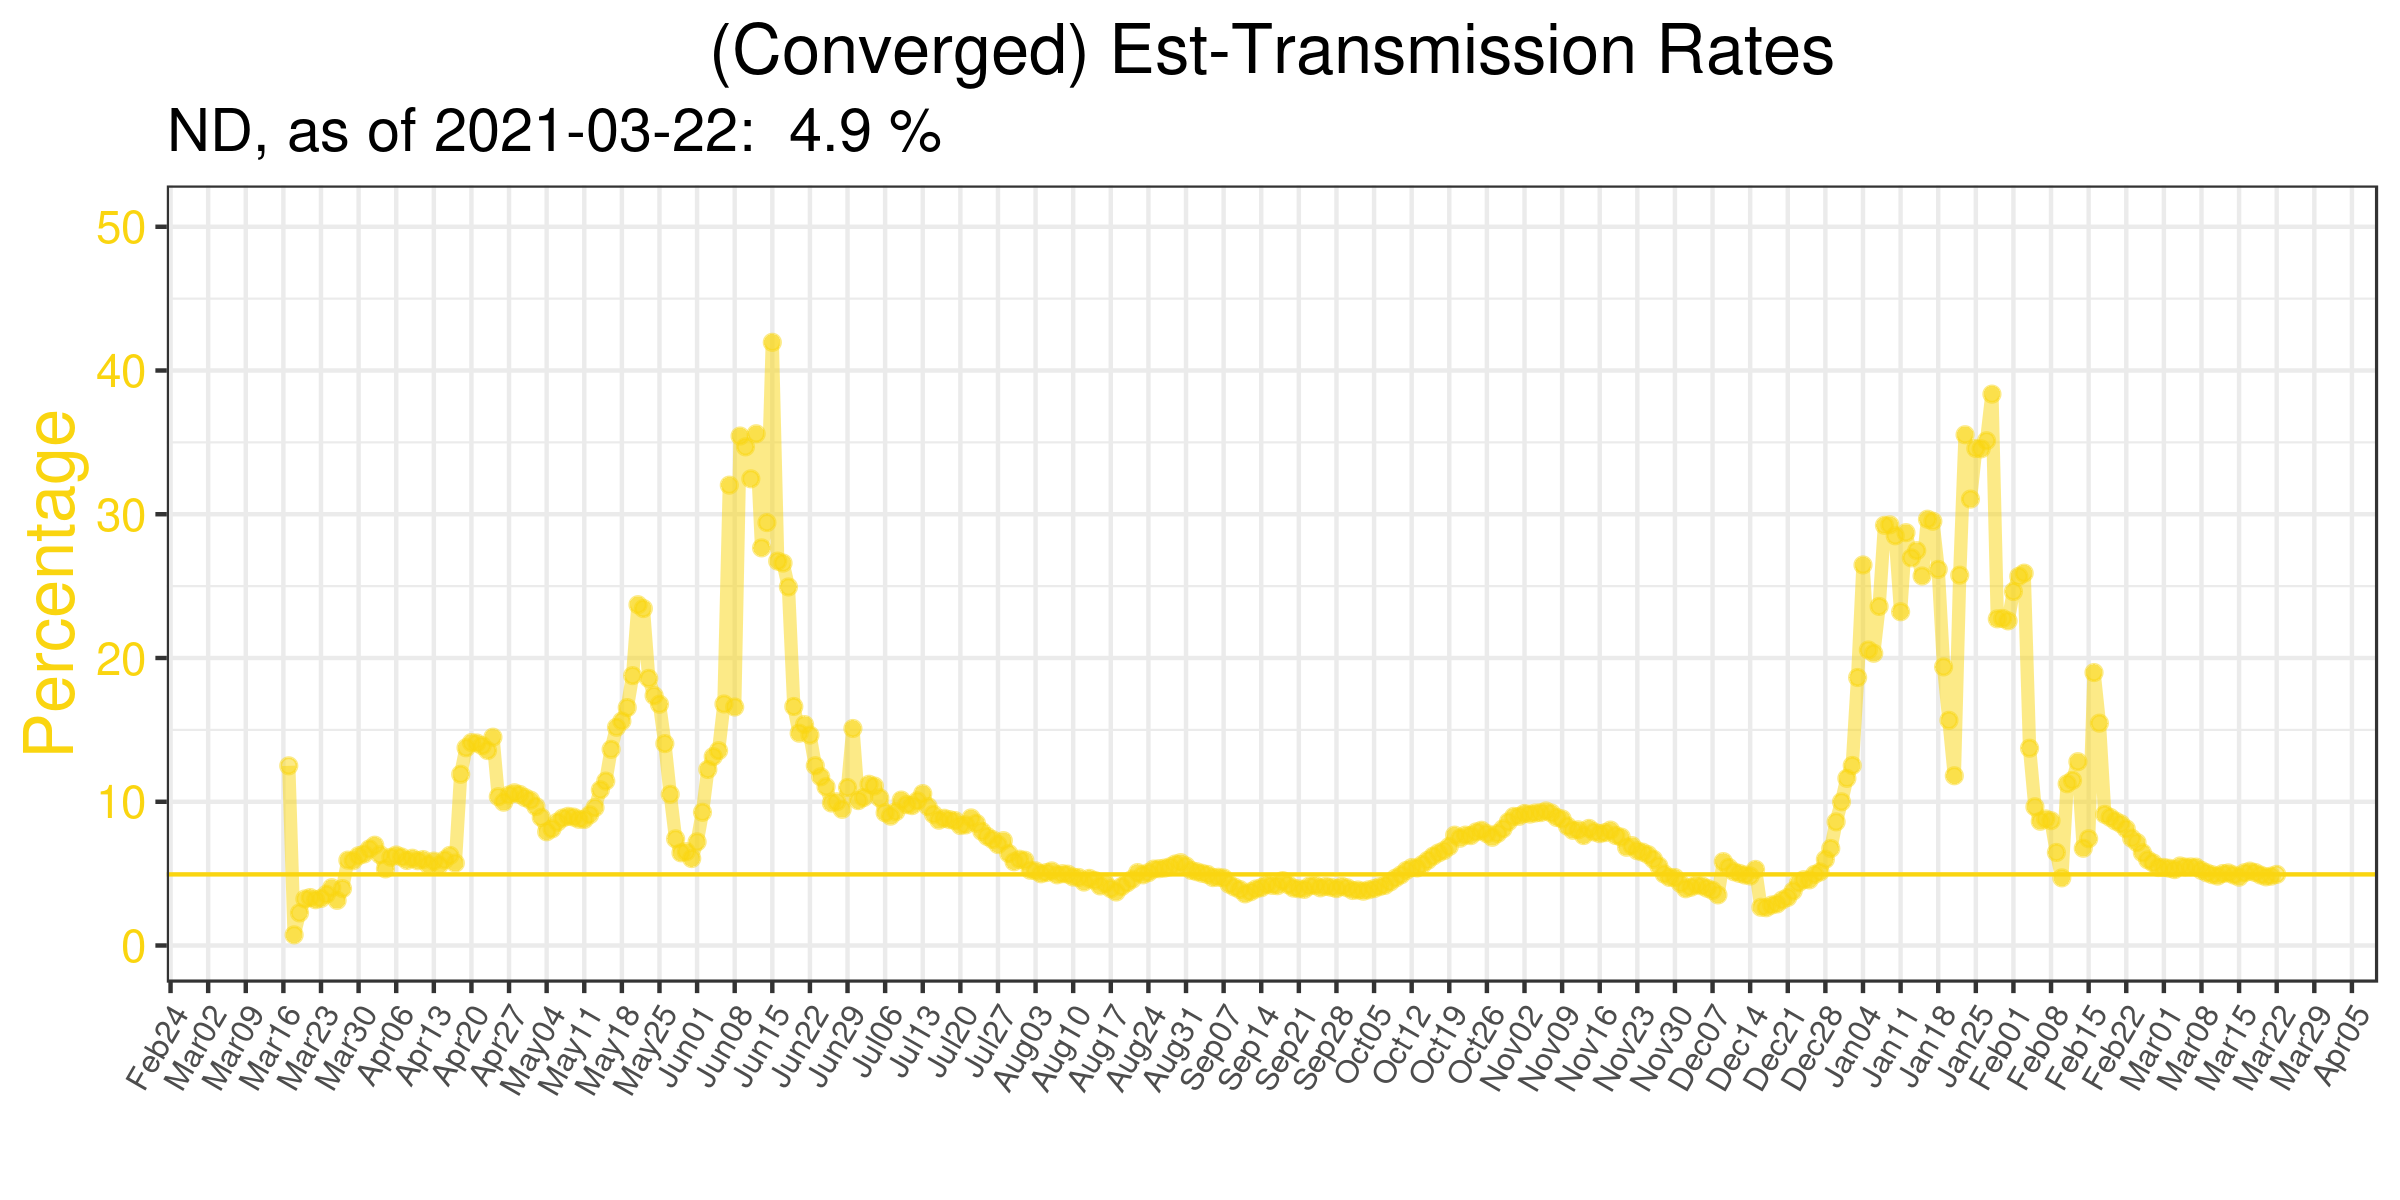 (Converged) Est-Transmission Rates
ND, as of 2021-03-22:  4.9 %
Percentage
50
40
30
20
10
0
Feb24
Mar02
Mar09
Mar16
Mar23
Mar30
Apr06
Apr13
Apr20
Apr27
May04
May11
May18
May25
Jun01
Jun08
Jun15
Jun22
Jun29
Jul06
Jul13
Jul20
Jul27
Aug03
Aug10
Aug17
Aug24
Aug31
Sep07
Sep14
Sep21
Sep28
Oct05
Oct12
Oct19
Oct26
Nov02
Nov09
Nov16
Nov23
Nov30
Dec07
Dec14
Dec21
Dec28
Jan04
Jan11
Jan18
Jan25
Feb01
Feb08
Feb15
Feb22
Mar01
Mar08
Mar15
Mar22
Mar29
Apr05